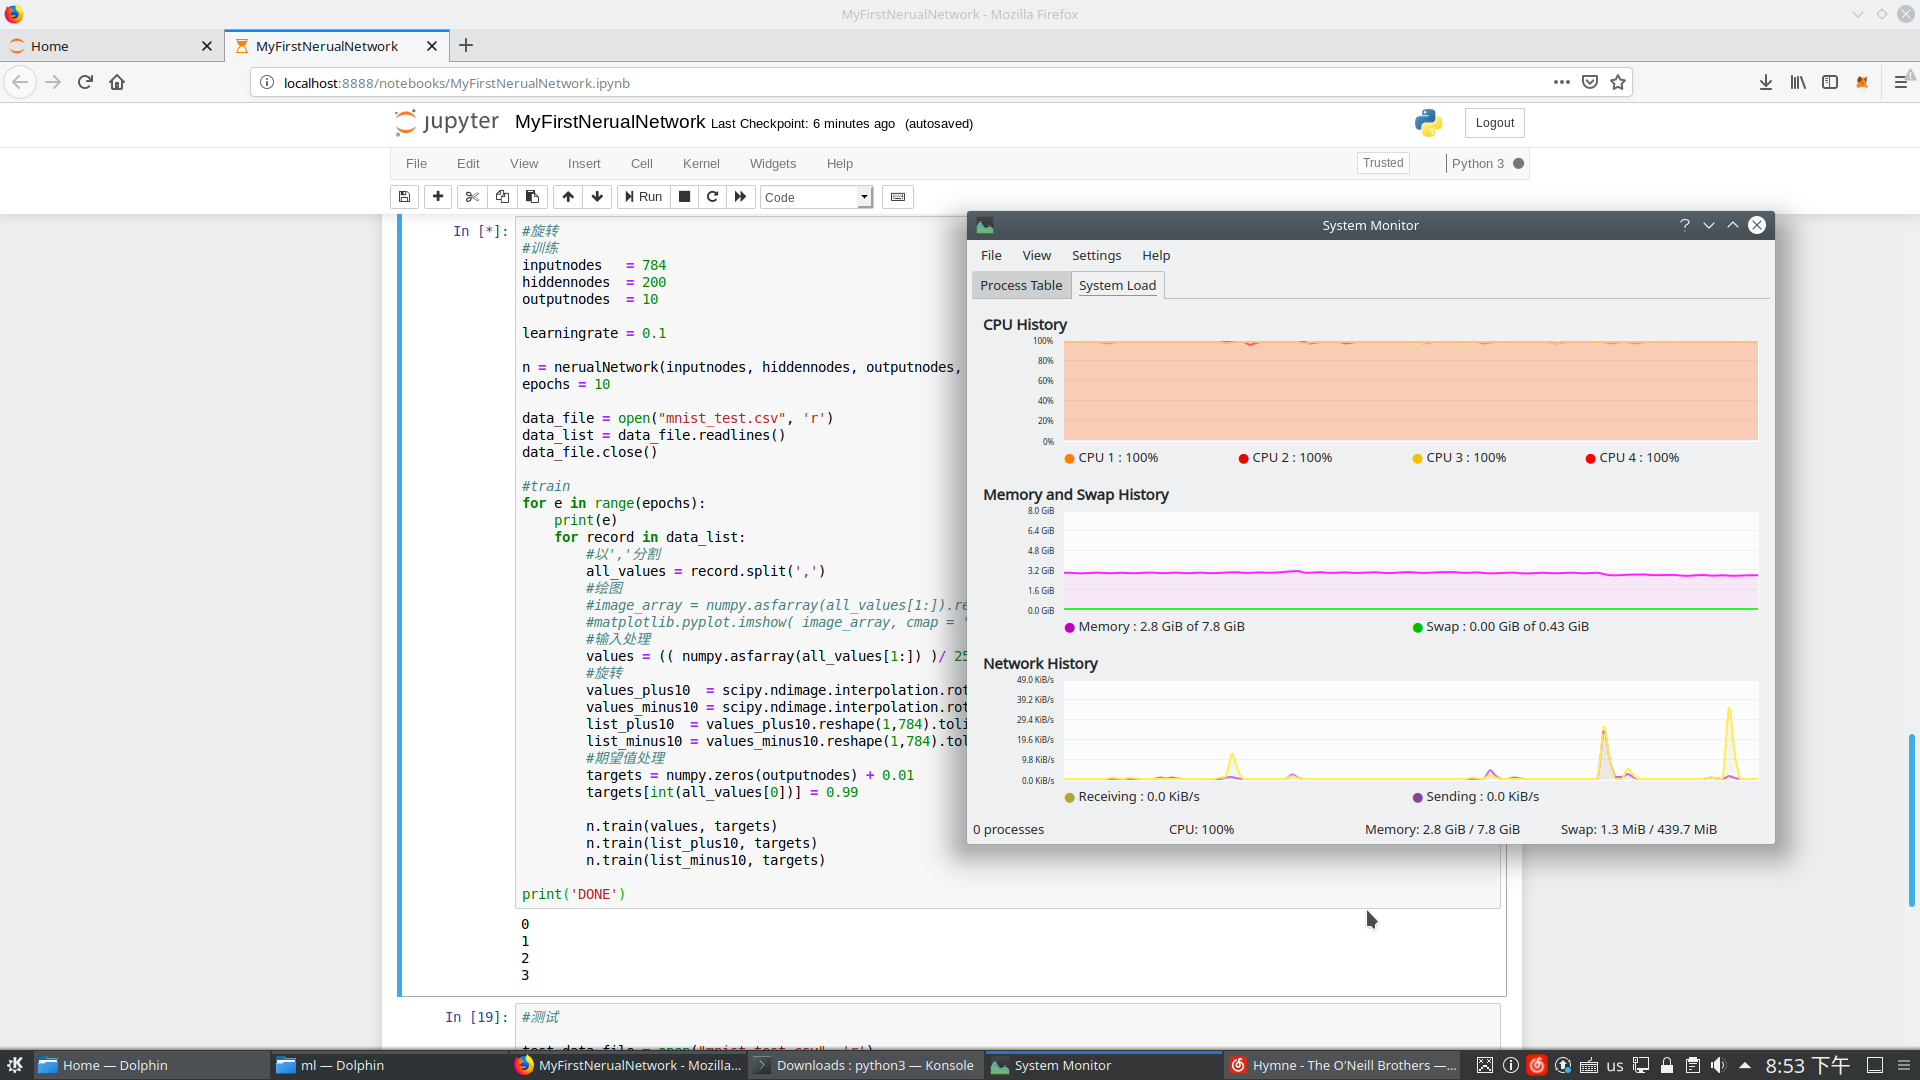 MyFirstNerualNetwork - Mozilla Firefox
Home
MyFirstNerualNetwork
localhost:8888/notebooks/MyFirstNerualNetwork.ipynb
jupyter MyFirstNerualNetwork Last Checkpoint: 6 minutes ago (autosaved)
Logout
File Edit View Insert Cell Kernel Widgets Help
Trusted
Python 3
Run
Code
In [*]:
#旋转
#训练
inputnodes   = 784
hiddennodes  = 200
outputnodes  = 10
learningrate = 0.1
n = nerualNetwork(inputnodes, hiddennodes, outputnodes,
epochs = 10
data_file = open("mnist_test.csv", 'r')
data_list = data_file.readlines()
data_file.close()
#train
for e in range(epochs):
    print(e)
    for record in data_list:
        #以','分割
        all_values = record.split(',')
        #绘图
        #image_array = numpy.asfarray(all_values[1:]).re
        #matplotlib.pyplot.imshow( image_array, cmap = '
        #输入处理
        values = (( numpy.asfarray(all_values[1:]) )/ 25
        #旋转
        values_plus10  = scipy.ndimage.interpolation.rot
        values_minus10 = scipy.ndimage.interpolation.rot
        list_plus10  = values_plus10.reshape(1,784).toli
        list_minus10 = values_minus10.reshape(1,784).tol
        #期望值处理
        targets = numpy.zeros(outputnodes) + 0.01
        targets[int(all_values[0])] = 0.99
        n.train(values, targets)
        n.train(list_plus10, targets)
        n.train(list_minus10, targets)
print('DONE')
0
1
2
3
In [19]:
#测试
test_data_file = open("mnist_test.csv", 'r')
System Monitor
File View Settings Help
Process Table System Load
CPU History
100%
80%
60%
40%
20%
0%
CPU 1 : 100% CPU 2 : 100% CPU 3 : 100% CPU 4 : 100%
Memory and Swap History
8.0 GiB
6.4 GiB
4.8 GiB
3.2 GiB
1.6 GiB
0.0 GiB
Memory : 2.8 GiB of 7.8 GiB Swap : 0.00 GiB of 0.43 GiB
Network History
49.0 KiB/s
39.2 KiB/s
29.4 KiB/s
19.6 KiB/s
9.8 KiB/s
0.0 KiB/s
Receiving : 0.0 KiB/s Sending : 0.0 KiB/s
0 processes CPU: 100% Memory: 2.8 GiB / 7.8 GiB Swap: 1.3 MiB / 439.7 MiB
Home — Dolphin
ml — Dolphin
MyFirstNerualNetwork - Mozilla...
Downloads : python3 — Konsole
System Monitor
Hymne - The O'Neill Brothers —...
us
8:53 下午